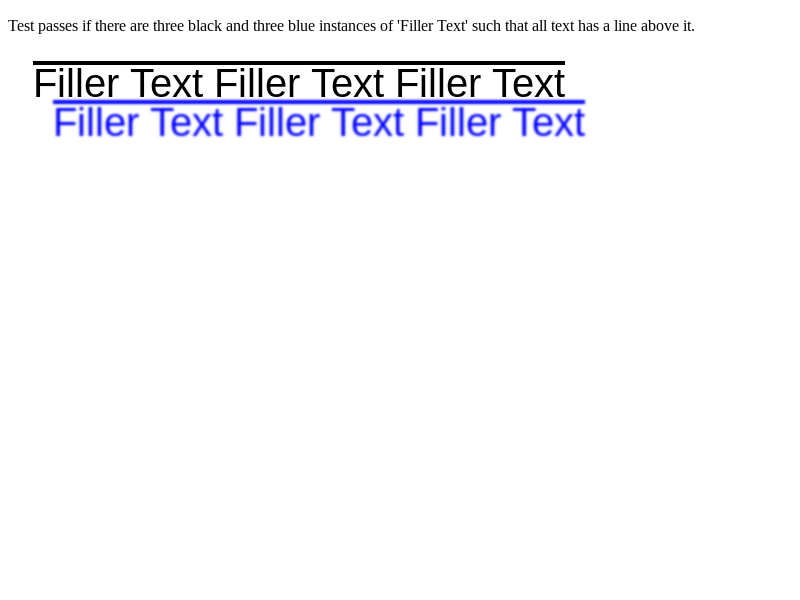 Test passes if there are three black and three blue instances of 'Filler Text' such that all text has a line above it.
Filler Text Filler Text Filler Text
Filler Text Filler Text Filler Text